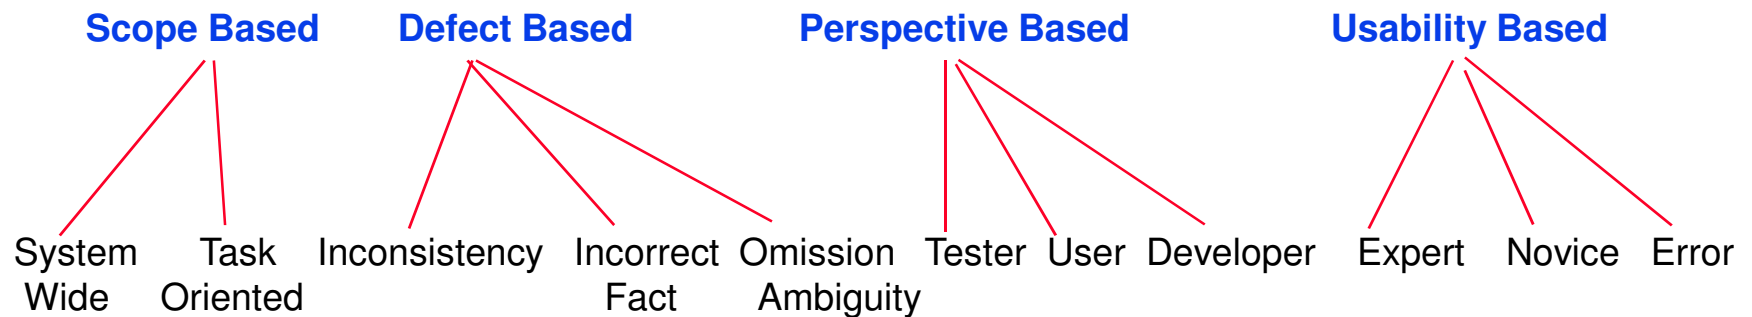 Scope Based Defect Based Perspective Based Usability Based
System Task Inconsistency Incorrect Omission Tester User Developer Expert Novice Error
Wide Oriented Fact Ambiguity